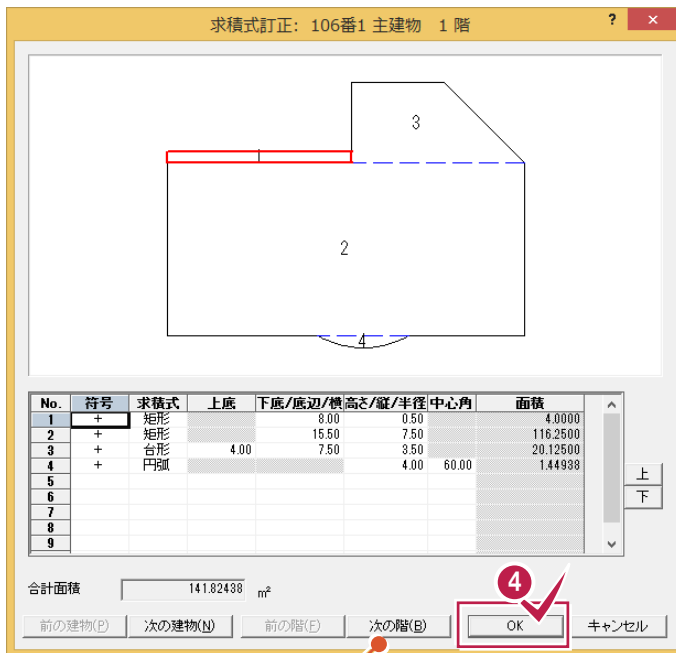 求積式訂正: 106番1 主建物 1 階 ? ×
3
1
2
4
No. 符号 求積式 上底 下底/底辺/横 高さ/縦/半径 中心角 面積
1 + 矩形 8.00 0.50 4.0000
2 + 矩形 15.50 7.50 116.2500
3 + 台形 4.00 7.50 3.50 20.12500
4 + 円弧 4.00 60.00 1.44938
5
6
7
8
9
上
下
合計面積 141.82438 m²
4
前の建物(P) 次の建物(N) 前の階(F) 次の階(B) OK キャンセル